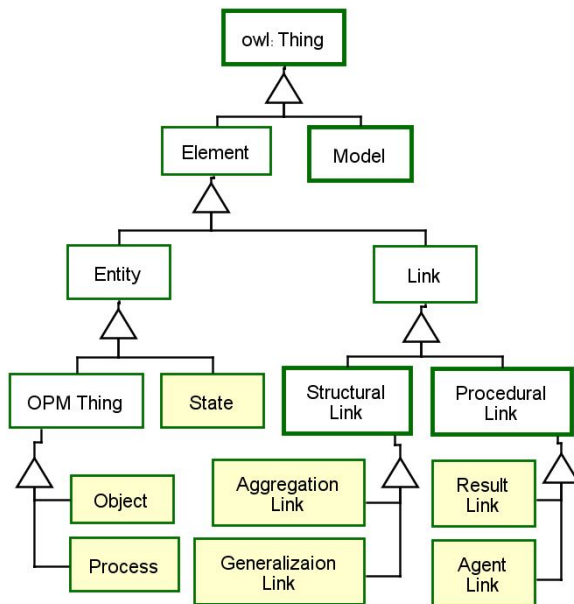 owl: Thing
Element
Model
Entity
Link
OPM Thing
State
Structural
Link
Procedural
Link
Object
Aggregation
Link
Result
Link
Process
Generalizaion
Link
Agent
Link